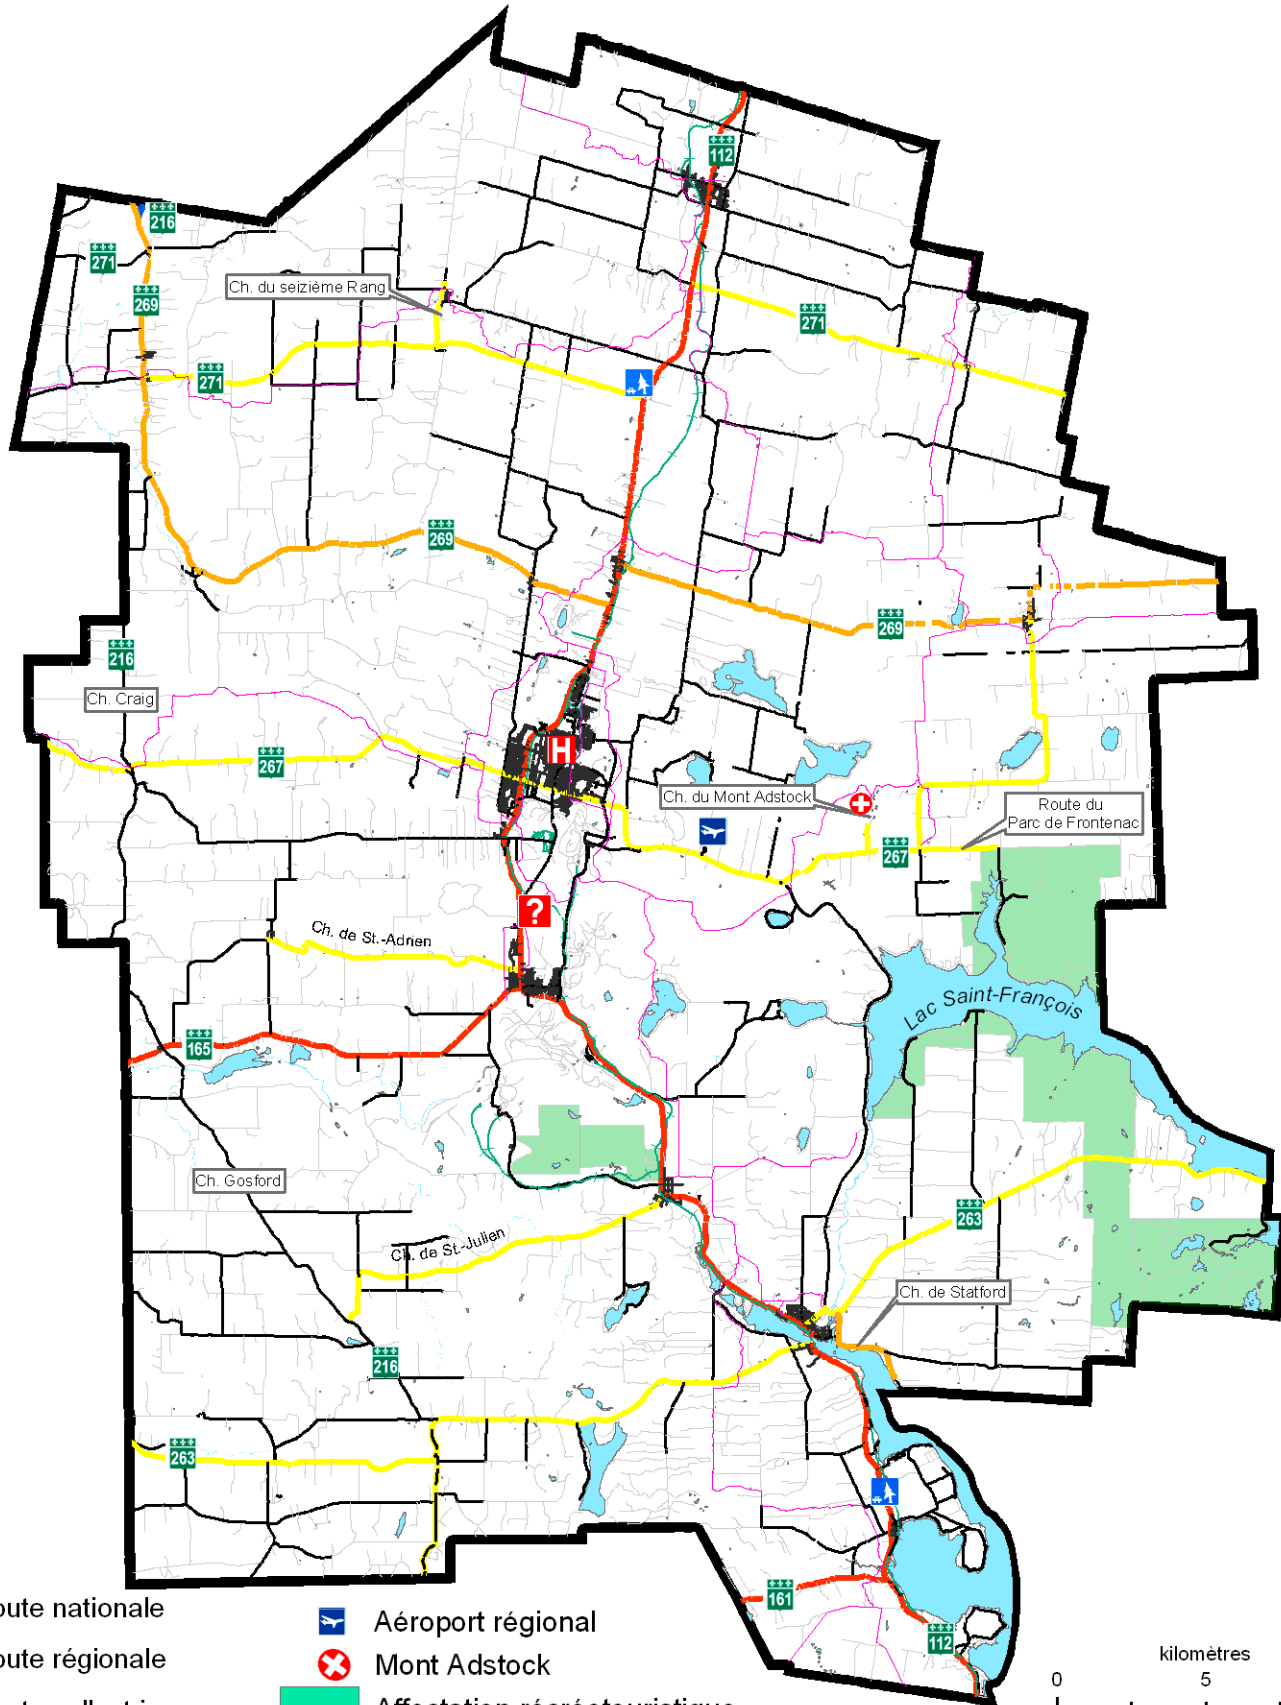 112
216
271
269
Ch. du seizième Rang
271
271
269
269
216
Ch. Craig
H
267
Ch. du Mont Adstock
Route du
Parc de Frontenac
267
?
Ch. de St.-Adrien
Lac Saint-François
165
Ch. Gosford
263
Ch. de St.-Julien
Ch. de Statford
216
263
161
112
oute nationale
Aéroport régional
kilomètres
oute régionale
Mont Adstock
0 5